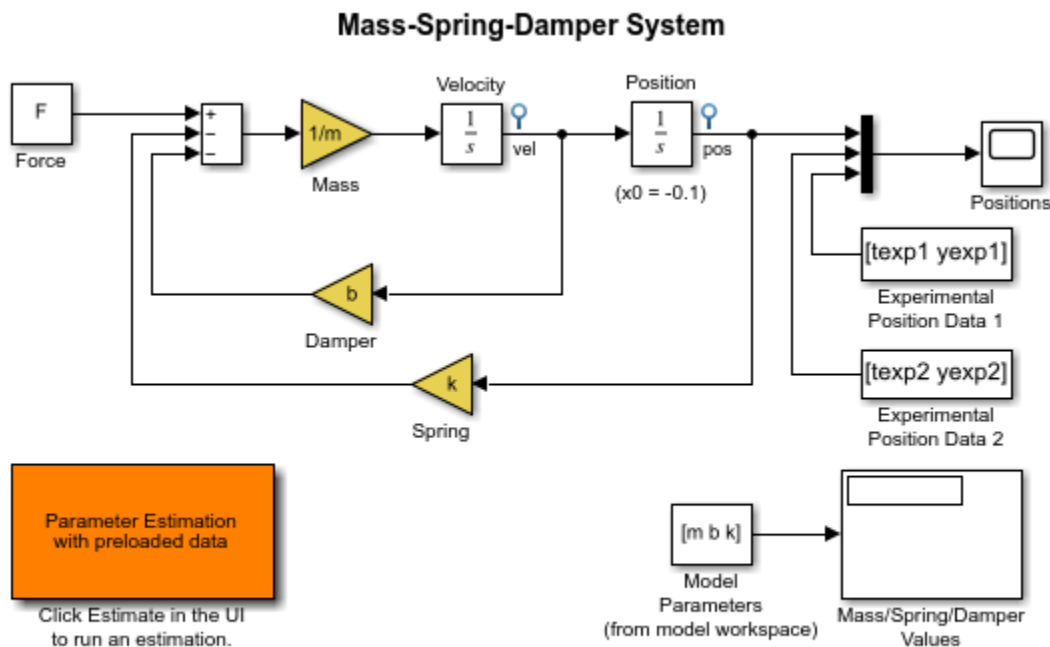 Mass-Spring-Damper System
Velocity
Position
F
+
−
−
1/m
1
s
vel
1
s
pos
Force
Mass
(x0 = -0.1)
Positions
[texp1 yexp1]
b
Experimental
Position Data 1
Damper
k
[texp2 yexp2]
Spring
Experimental
Position Data 2
Parameter Estimation
with preloaded data
[m b k]
Model
Parameters
(from model workspace)
Click Estimate in the UI
to run an estimation.
Mass/Spring/Damper
Values